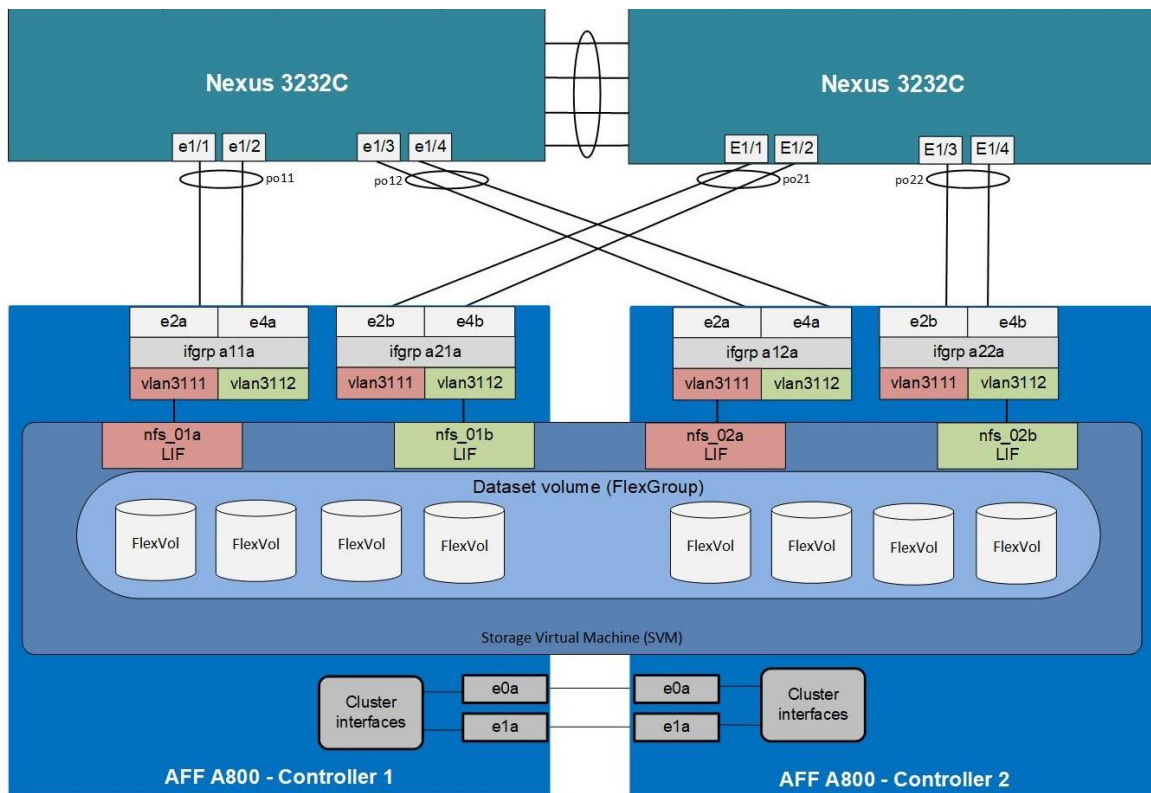 Nexus 3232C
Nexus 3232C
e1/1 e1/2 e1/3 e1/4
E1/1 E1/2 E1/3 E1/4
po11 po12 po21 po22
e2a e4a e2b e4b e2a e4a e2b e4b
ifgrp a11a ifgrp a21a ifgrp a12a ifgrp a22a
vlan3111 vlan3112 vlan3111 vlan3112 vlan3111 vlan3112 vlan3111 vlan3112
nfs_01a nfs_01b nfs_02a nfs_02b
LIF LIF LIF LIF
Dataset volume (FlexGroup)
FlexVol FlexVol FlexVol FlexVol FlexVol FlexVol FlexVol FlexVol
Storage Virtual Machine (SVM)
Cluster
interfaces
e0a e0a
e1a e1a
Cluster
interfaces
AFF A800 - Controller 1
AFF A800 - Controller 2